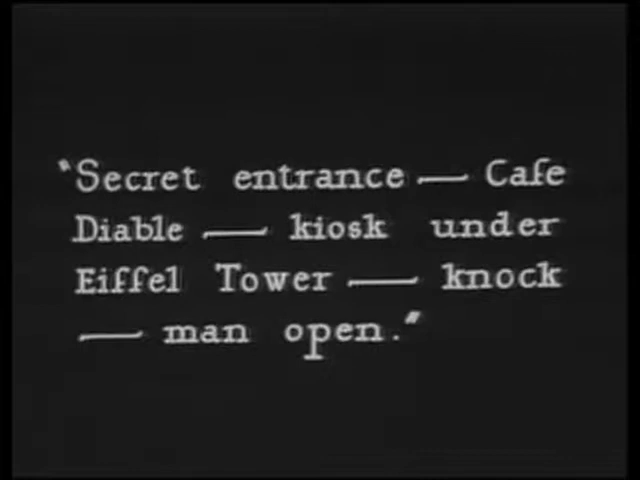 "Secret entrance — Cafe
Diable — kiosk under
Eiffel Tower — knock
— man open."